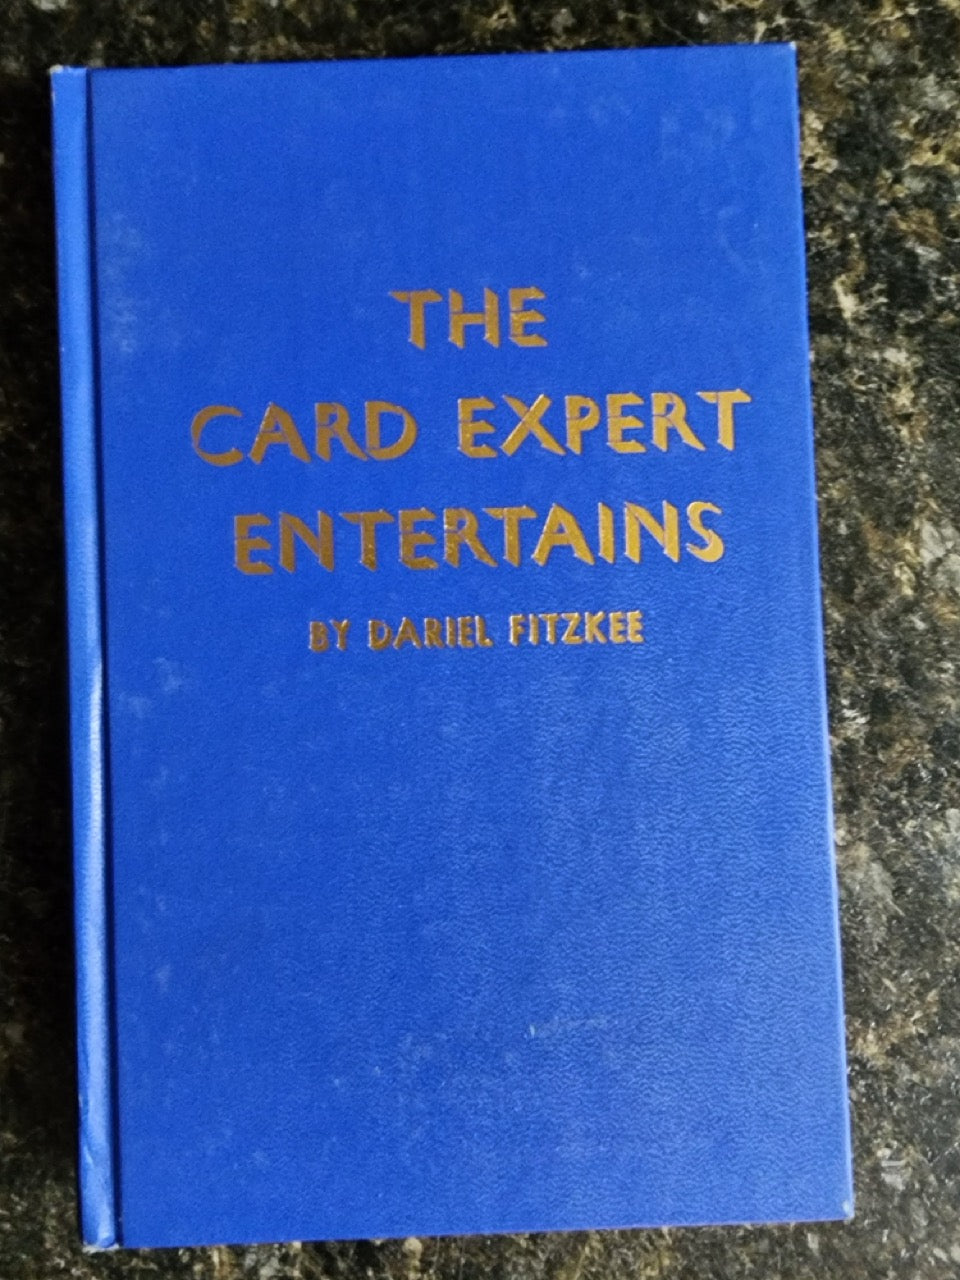 THE
CARD EXPERT
ENTERTAINS
BY DARIEL FITZKEE